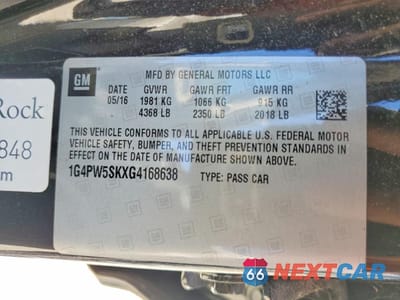 GM
MFD BY GENERAL MOTORS LLC
DATE GVWR GAWR FRT GAWR RR
05/16 1981 KG 1066 KG 915 KG
4368 LB 2350 LB 2018 LB
THIS VEHICLE CONFORMS TO ALL APPLICABLE U.S. FEDERAL MOTOR
VEHICLE SAFETY, BUMPER, AND THEFT PREVENTION STANDARDS IN
EFFECT ON THE DATE OF MANUFACTURE SHOWN ABOVE.
1G4PW5SKXG4168638 TYPE: PASS CAR
Rock
848
m
66 NEXTCAR